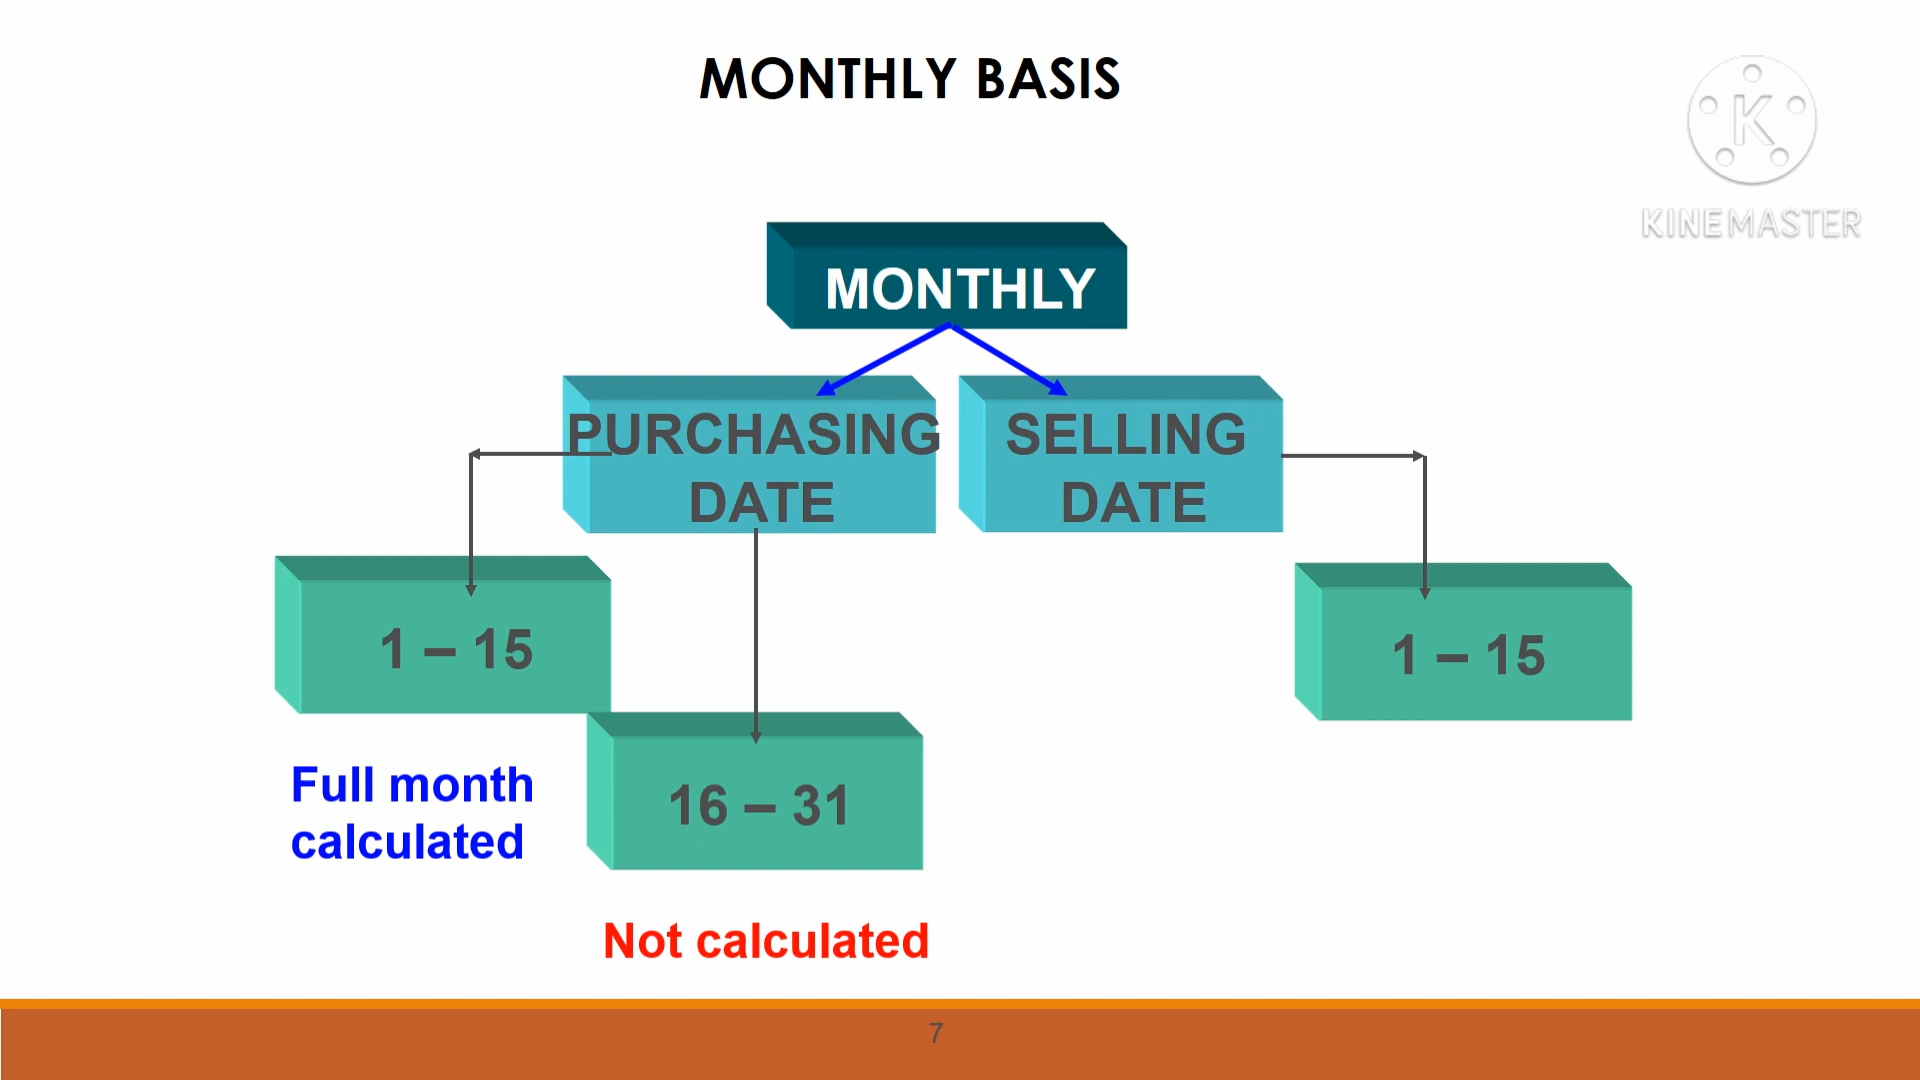 MONTHLY BASIS
K
KINEMASTER
MONTHLY
PURCHASING
DATE
SELLING
DATE
1 – 15
1 – 15
Full month
calculated
16 – 31
Not calculated
7